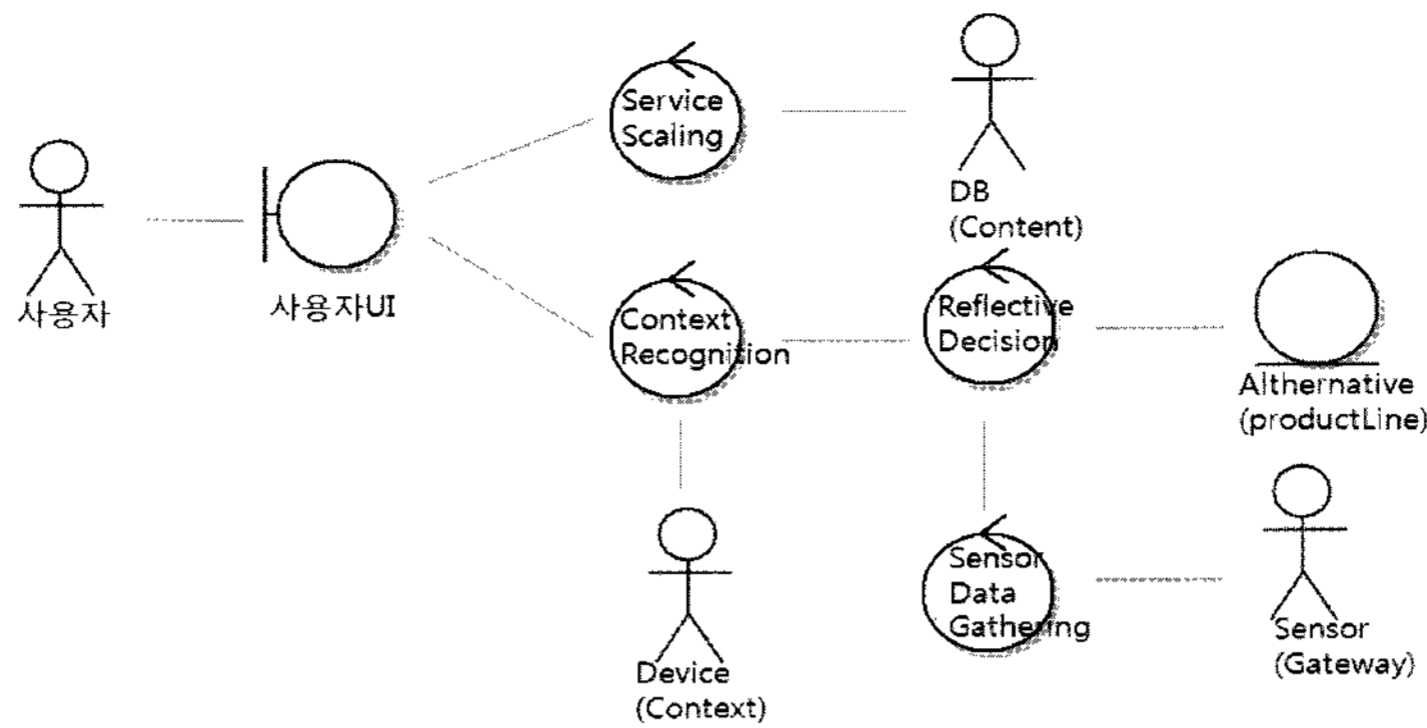 Service
Scaling
DB
(Content)
사용자
사용자UI
Context
Recognition
Reflective
Decision
Althernative
(productLine)
Device
(Context)
Sensor
Data
Gathering
Sensor
(Gateway)